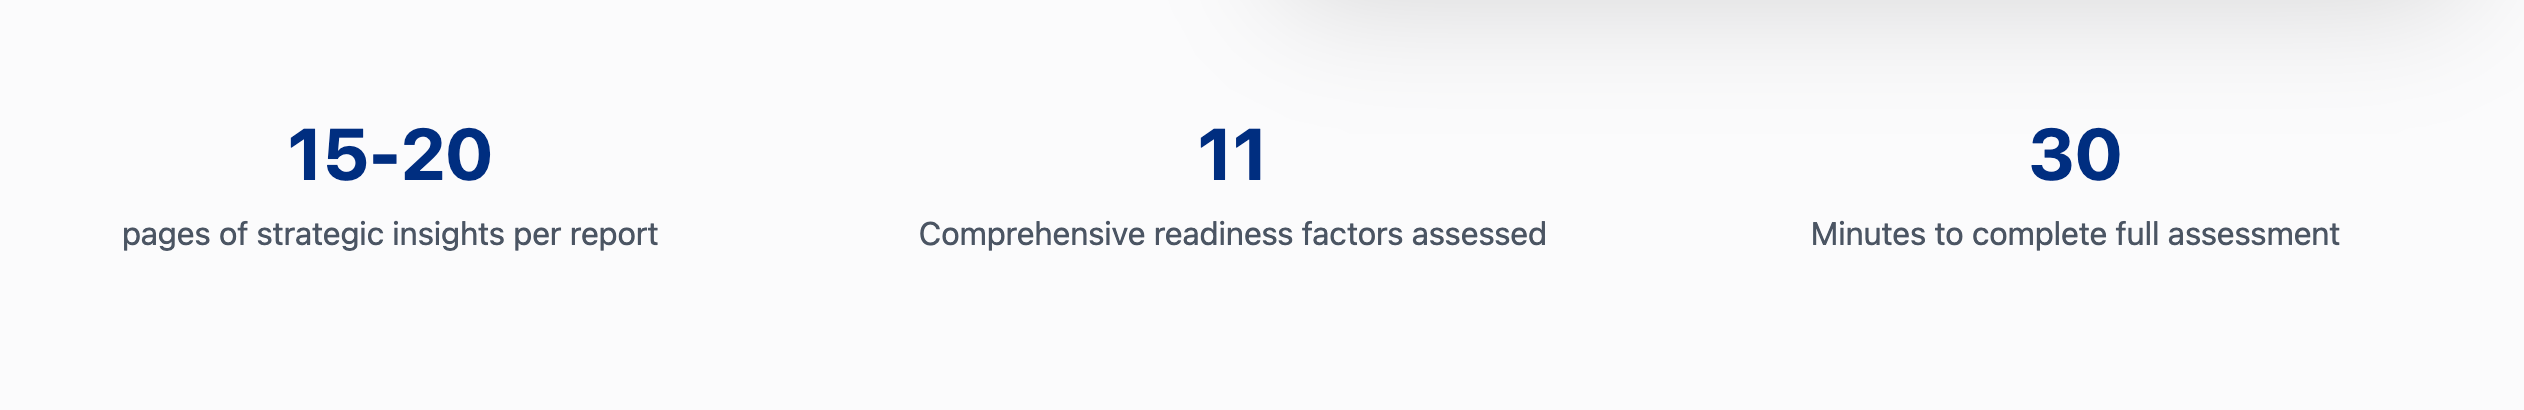 15-20
pages of strategic insights per report
11
Comprehensive readiness factors assessed
30
Minutes to complete full assessment